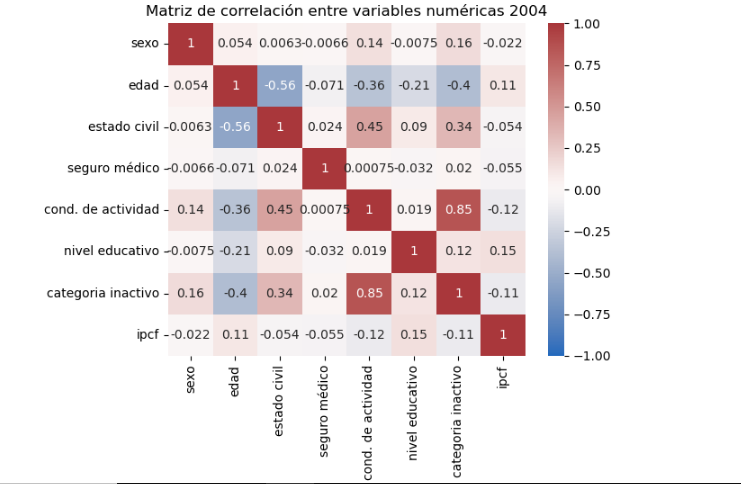 Matriz de correlación entre variables numéricas 2004
sexo 1 0.054 0.0063 -0.0066 0.14 -0.0075 0.16 -0.022
edad 0.054 1 -0.56 -0.071 -0.36 -0.21 -0.4 0.11
estado civil 0.0063 -0.56 1 0.024 0.45 0.09 0.34 -0.054
seguro médico -0.0066 -0.071 0.024 1 0.00075 -0.032 0.02 -0.055
cond. de actividad 0.14 -0.36 0.45 0.00075 1 0.019 0.85 -0.12
nivel educativo -0.0075 -0.21 0.09 -0.032 0.019 1 0.12 0.15
categoria inactivo 0.16 -0.4 0.34 0.02 0.85 0.12 1 -0.11
ipcf -0.022 0.11 -0.054 -0.055 -0.12 0.15 -0.11 1
sexo
edad
estado civil
seguro médico
cond. de actividad
nivel educativo
categoria inactivo
ipcf
1.00
0.75
0.50
0.25
0.00
−0.25
−0.50
−0.75
−1.00